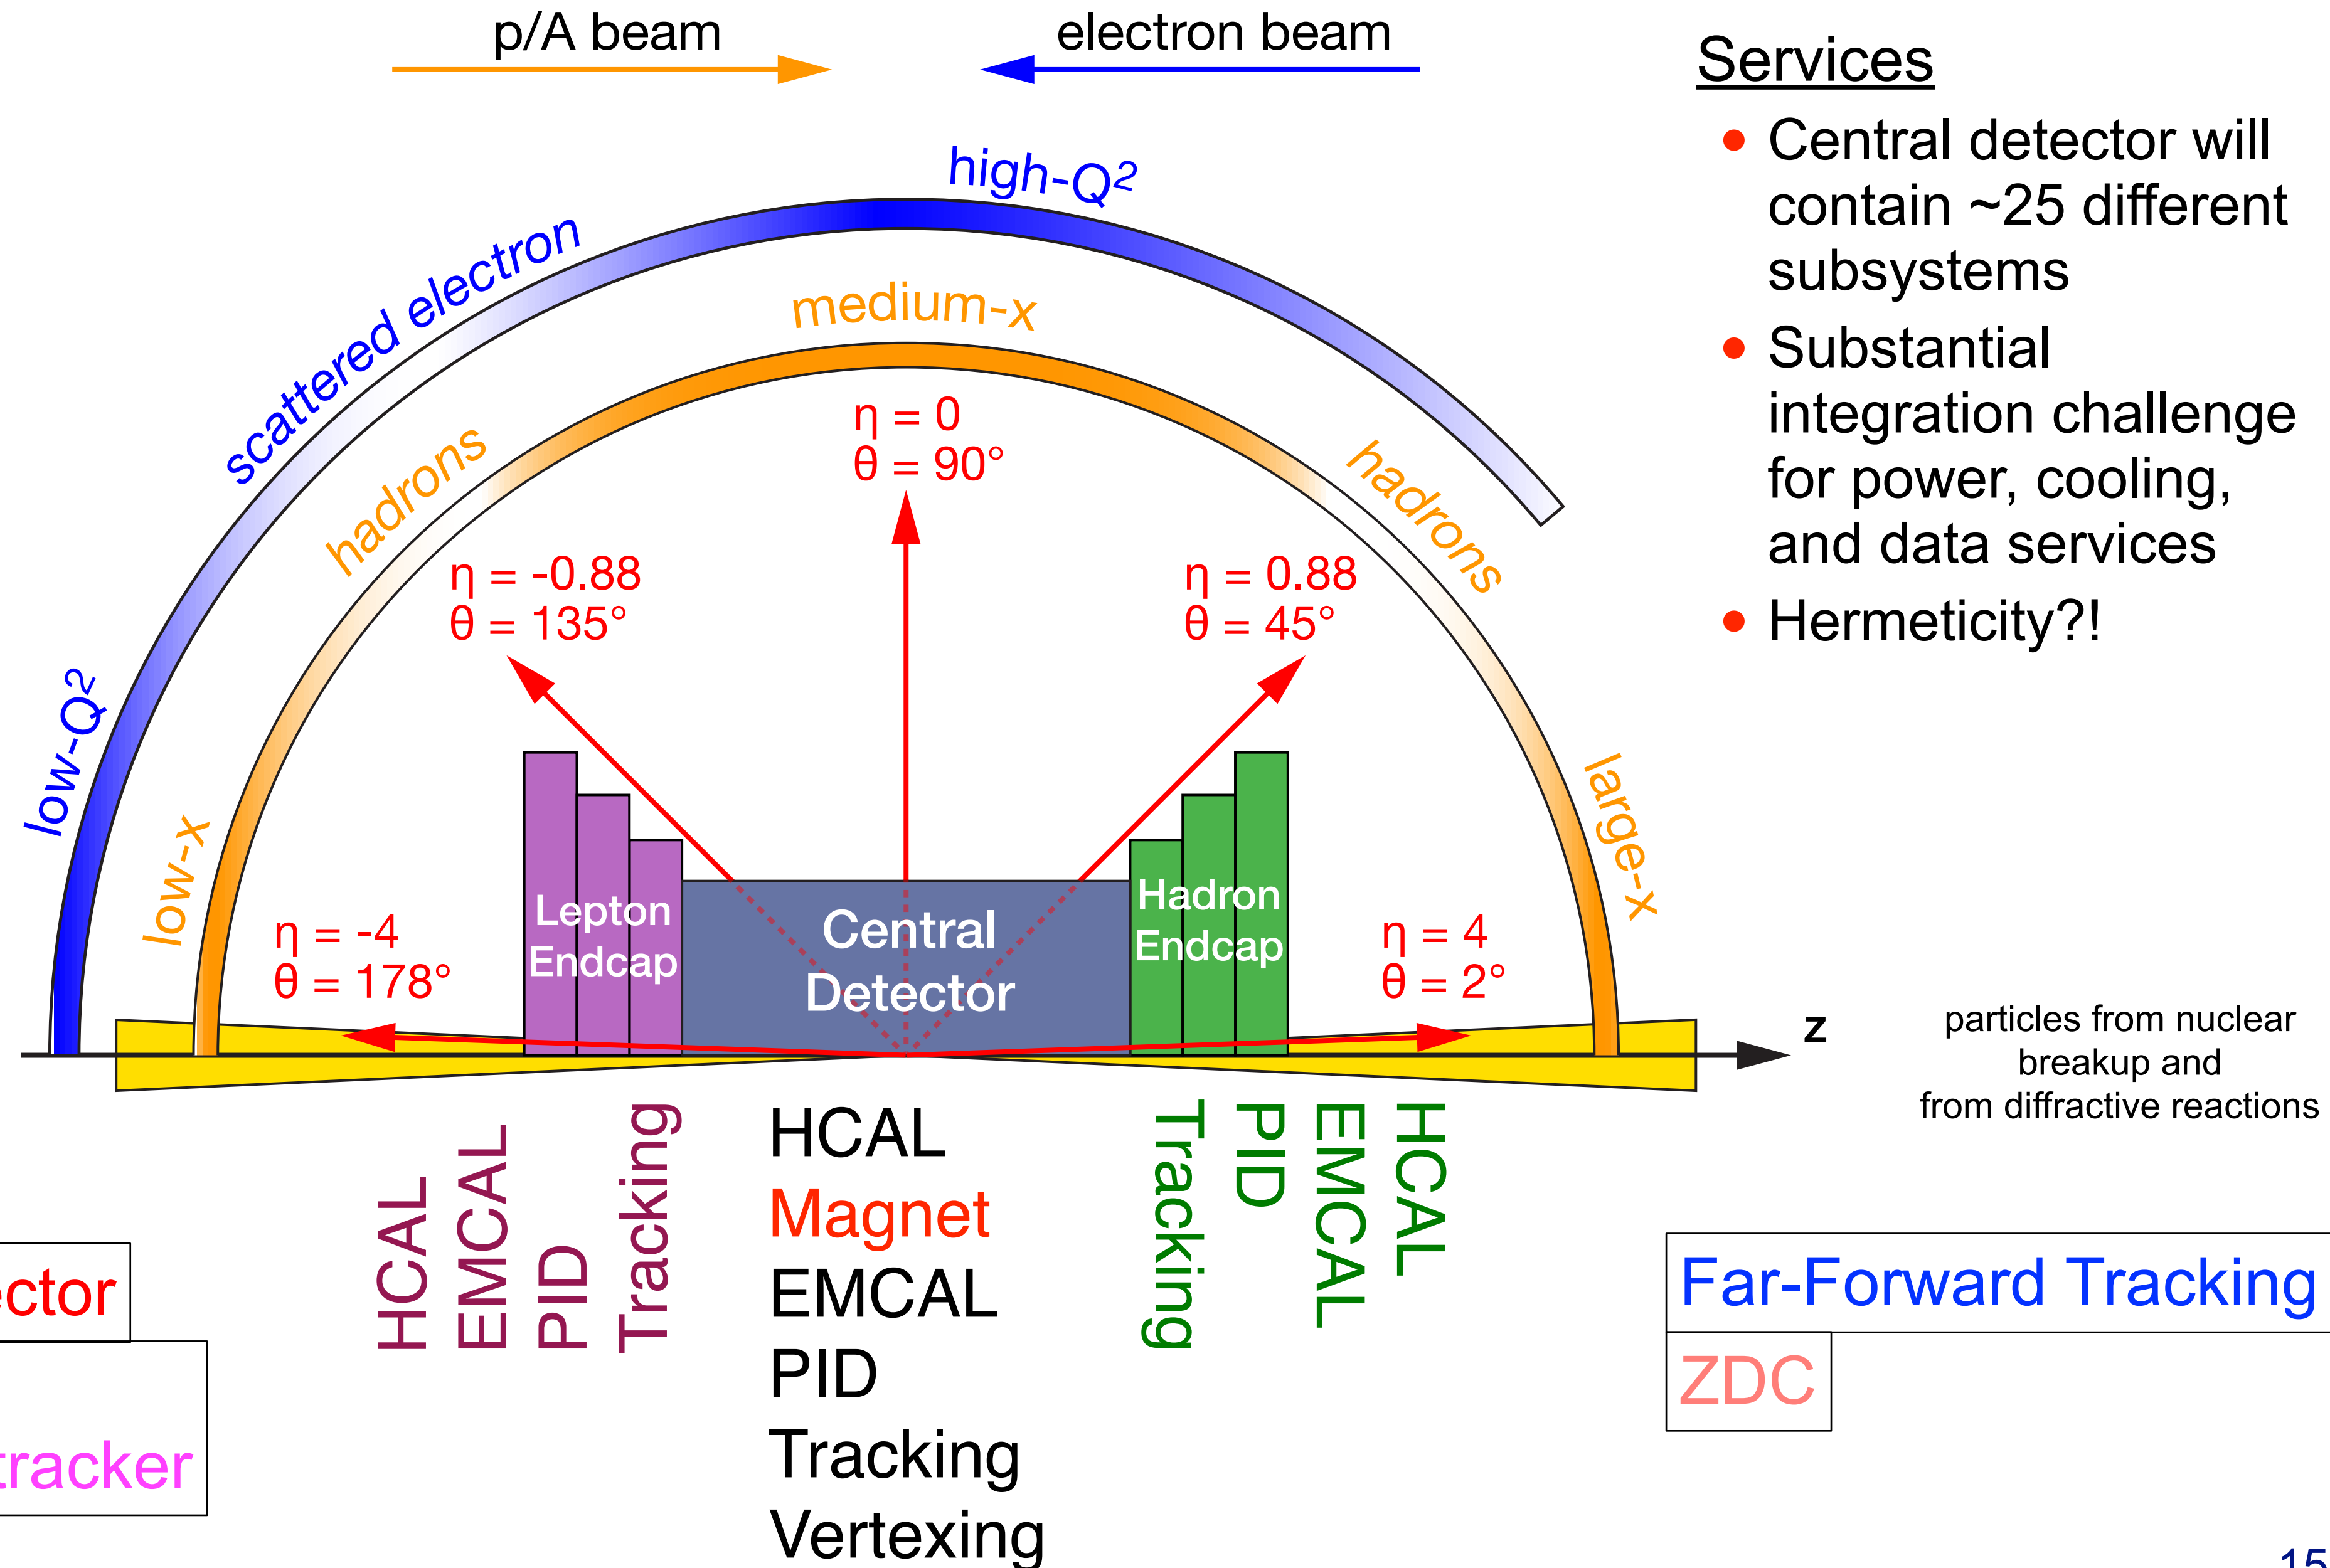 p/A beam
electron beam
high-Q²
scattered electron
low-Q²
medium-x
hadrons
hadrons
low-x
large-x
η = 0
θ = 90°
η = -0.88
θ = 135°
η = 0.88
θ = 45°
η = -4
θ = 178°
η = 4
θ = 2°
Lepton
Endcap
Central
Detector
Hadron
Endcap
z
HCAL
EMCAL
PID
Tracking
HCAL
Magnet
EMCAL
PID
Tracking
Vertexing
Tracking
PID
EMCAL
HCAL
Services
• Central detector will
contain ~25 different
subsystems
• Substantial
integration challenge
for power, cooling,
and data services
• Hermeticity?!
particles from nuclear
breakup and
from diffractive reactions
ctor
racker
Far-Forward Tracking
ZDC
15